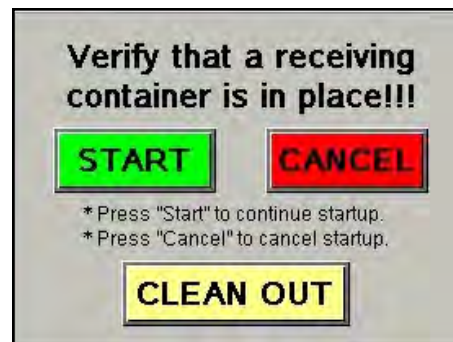 Verify that a receiving
container is in place!!!
START CANCEL
* Press "Start" to continue startup.
* Press "Cancel" to cancel startup.
CLEAN OUT